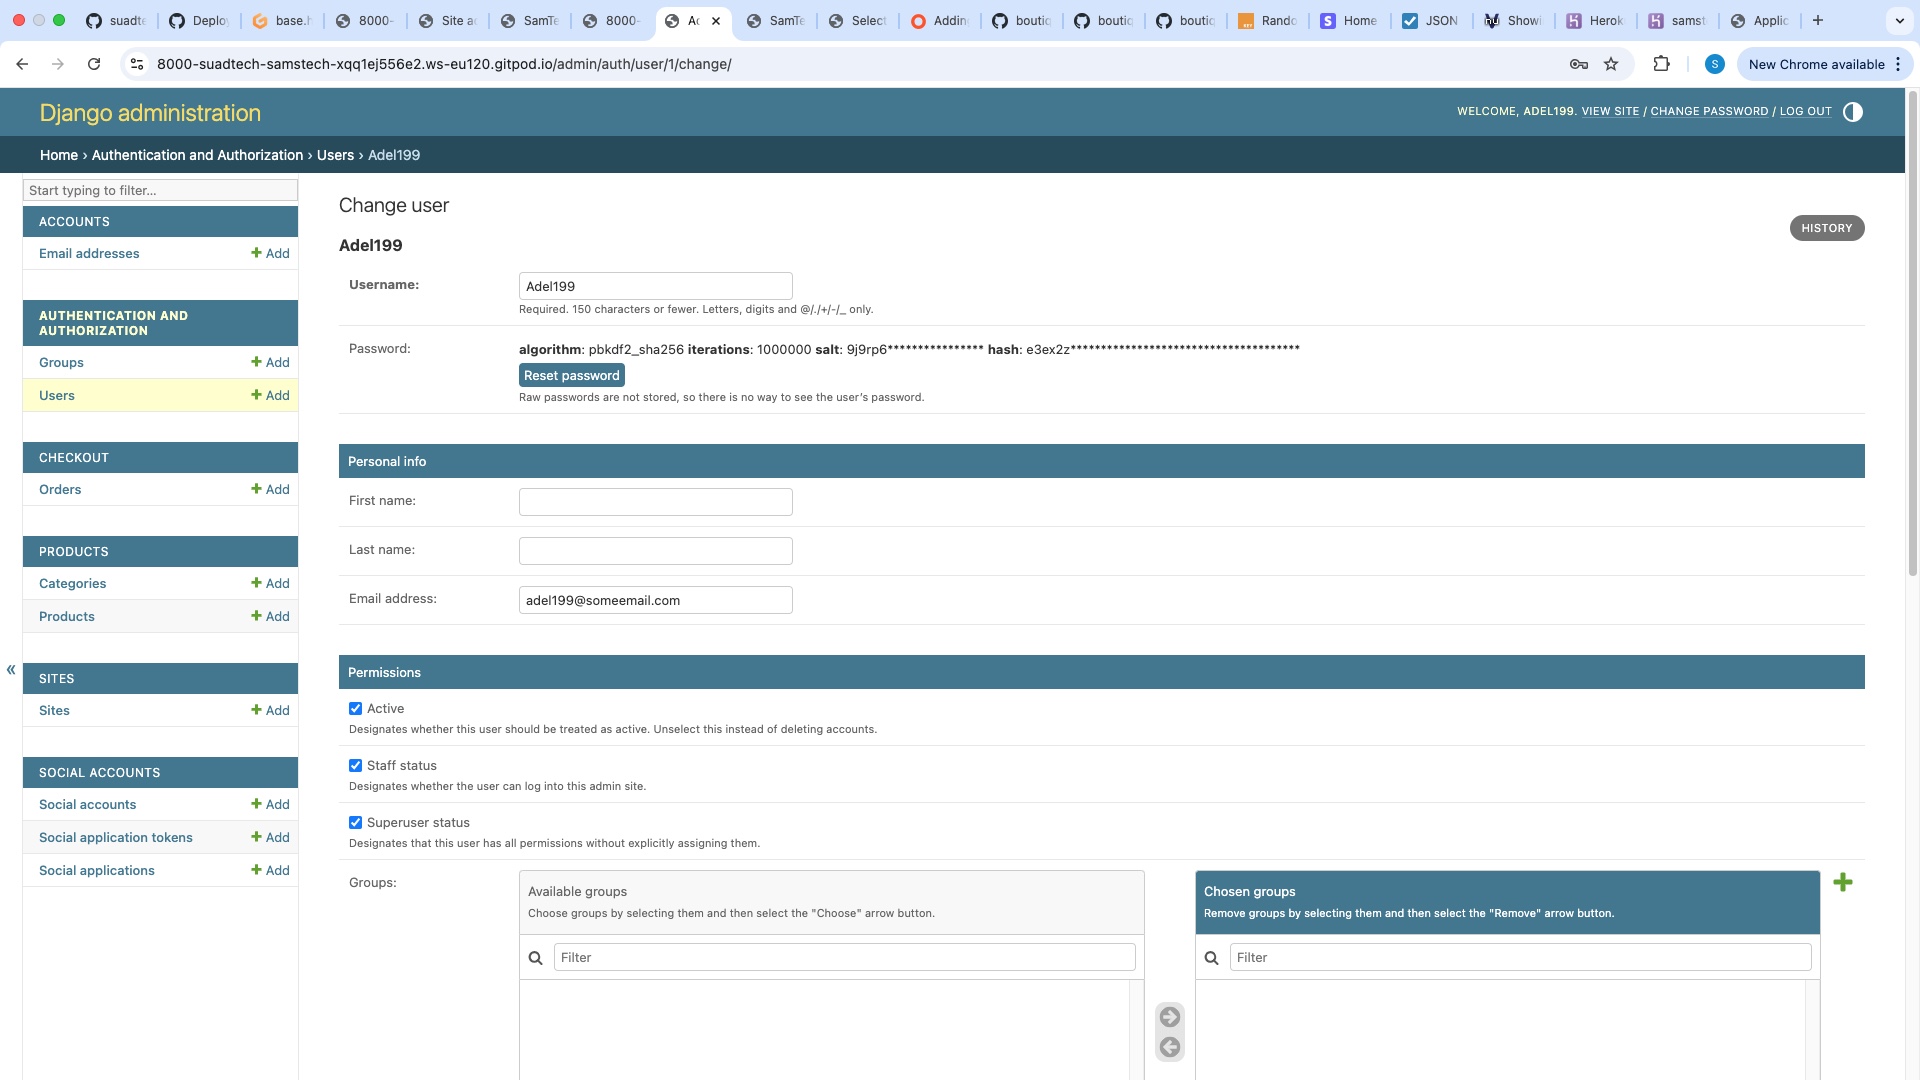 suadte
Deploy
base.h
8000-
Site a
SamTe
8000-
Ac
SamTe
Select
Adding
boutiq
boutiq
boutiq
Rando
Home
JSON
Showi
Herok
samst
Applic
8000-suadtech-samstech-xqq1ej556e2.ws-eu120.gitpod.io/admin/auth/user/1/change/
S
New Chrome available
Django administration
WELCOME, ADEL199. VIEW SITE / CHANGE PASSWORD / LOG OUT
Home › Authentication and Authorization › Users › Adel199
Start typing to filter...
ACCOUNTS
Email addresses + Add
AUTHENTICATION AND
AUTHORIZATION
Groups + Add
Users + Add
CHECKOUT
Orders + Add
PRODUCTS
Categories + Add
Products + Add
«
SITES
Sites + Add
SOCIAL ACCOUNTS
Social accounts + Add
Social application tokens + Add
Social applications + Add
Change user
HISTORY
Adel199
Username: Adel199
Required. 150 characters or fewer. Letters, digits and @/./+/-/_ only.
Password: algorithm: pbkdf2_sha256 iterations: 1000000 salt: 9j9rp6**************** hash: e3ex2z**************************************
Reset password
Raw passwords are not stored, so there is no way to see the user's password.
Personal info
First name:
Last name:
Email address: adel199@someemail.com
Permissions
Active
Designates whether this user should be treated as active. Unselect this instead of deleting accounts.
Staff status
Designates whether the user can log into this admin site.
Superuser status
Designates that this user has all permissions without explicitly assigning them.
Groups:
Available groups
Choose groups by selecting them and then select the "Choose" arrow button.
Filter
Chosen groups
Remove groups by selecting them and then select the "Remove" arrow button.
Filter